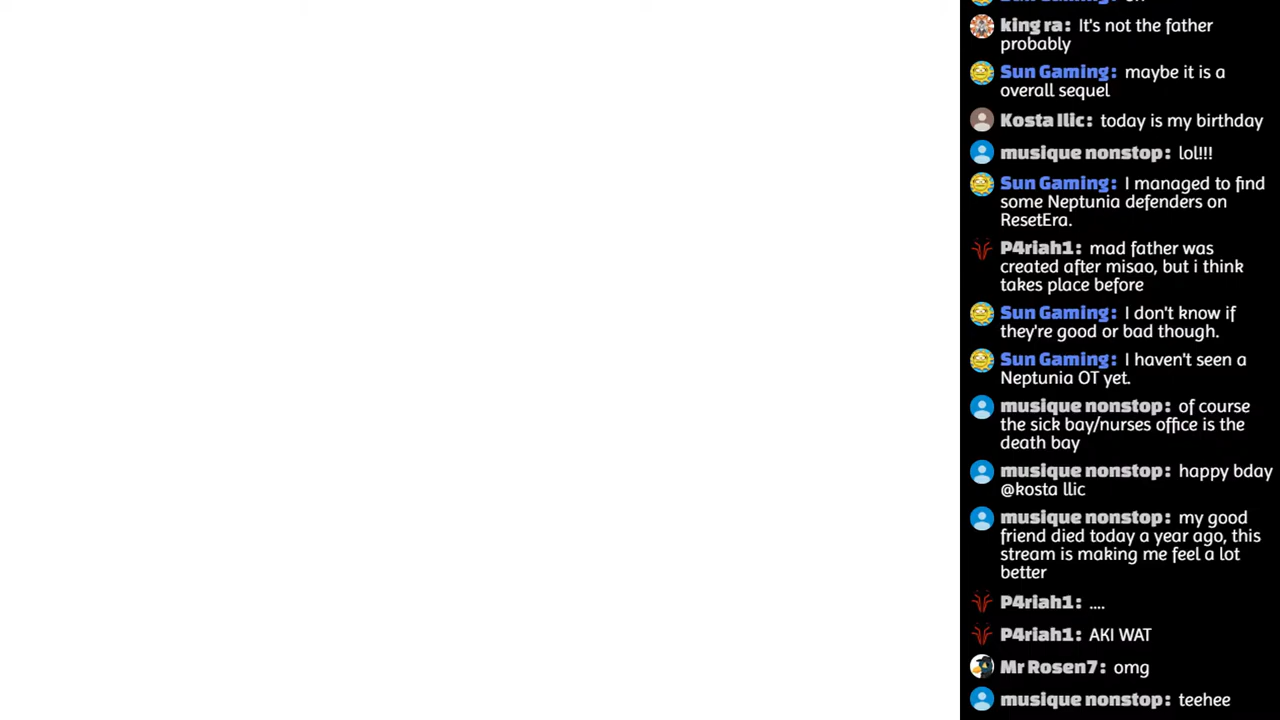 king ra: It's not the father
probably
Sun Gaming: maybe it is a
overall sequel
Kosta Ilic: today is my birthday
musique nonstop: lol!!!
Sun Gaming: I managed to find
some Neptunia defenders on
ResetEra.
P4riah1: mad father was
created after misao, but i think
takes place before
Sun Gaming: I don't know if
they're good or bad though.
Sun Gaming: I haven't seen a
Neptunia OT yet.
musique nonstop: of course
the sick bay/nurses office is the
death bay
musique nonstop: happy bday
@kosta llic
musique nonstop: my good
friend died today a year ago, this
stream is making me feel a lot
better
P4riah1: ....
P4riah1: AKI WAT
Mr Rosen7: omg
musique nonstop: teehee